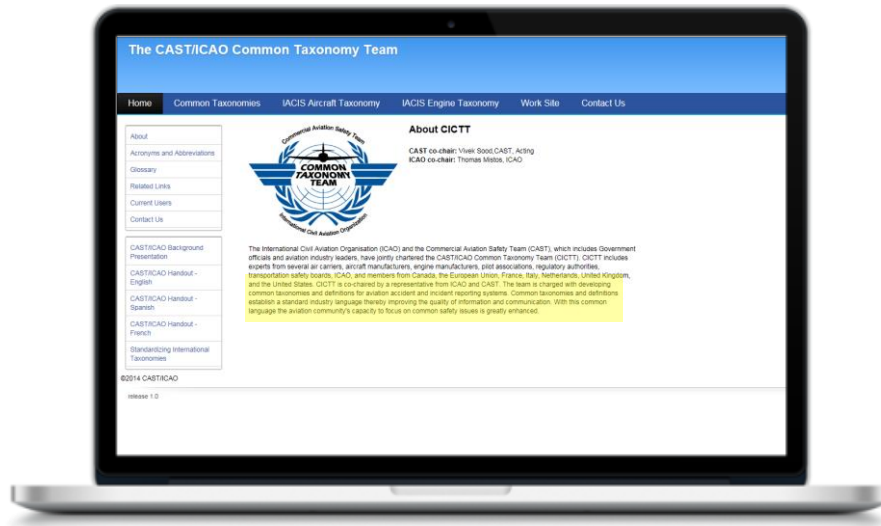 The CAST/ICAO Common Taxonomy Team
Home Common Taxonomies IACIS Aircraft Taxonomy IACIS Engine Taxonomy Work Site Contact Us
About
Acronyms and Abbreviations
Glossary
Related Links
Current Users
Contact Us
CAST/ICAO Background
Presentation
CAST/ICAO Handout -
English
CAST/ICAO Handout -
Spanish
CAST/ICAO Handout -
French
Standardizing International
Taxonomies
©2014 CAST/ICAO
release 1.0
Commercial Aviation Safety Team
COMMON
TAXONOMY
TEAM
International Civil Aviation Organization
About CICTT
CAST co-chair: Vivek Sood,CAST, Acting
ICAO co-chair: Thomas Mistos, ICAO
The International Civil Aviation Organisation (ICAO) and the Commercial Aviation Safety Team (CAST), which includes Government
officials and aviation industry leaders, have jointly chartered the CAST/ICAO Common Taxonomy Team (CICTT). CICTT includes
experts from several air carriers, aircraft manufacturers, engine manufacturers, pilot associations, regulatory authorities,
transportation safety boards, ICAO, and members from Canada, the European Union, France, Italy, Netherlands, United Kingdom,
and the United States. CICTT is co-chaired by a representative from ICAO and CAST. The team is charged with developing
common taxonomies and definitions for aviation accident and incident reporting systems. Common taxonomies and definitions
establish a standard industry language thereby improving the quality of information and communication. With this common
language the aviation community's capacity to focus on common safety issues is greatly enhanced.